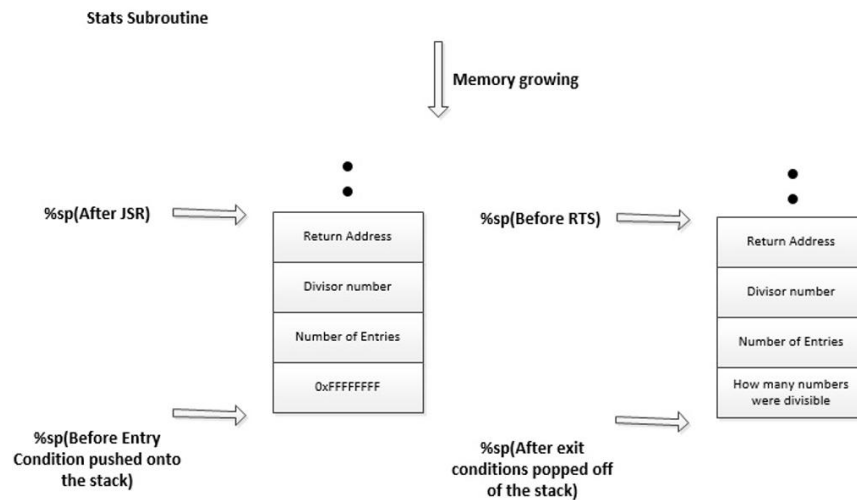 Stats Subroutine
Memory growing
%sp(After JSR)
Return Address
Divisor number
Number of Entries
0xFFFFFFFF
%sp(Before Entry
Condition pushed onto
the stack)
%sp(Before RTS)
Return Address
Divisor number
Number of Entries
How many numbers
were divisible
%sp(After exit
conditions popped off
of the stack)